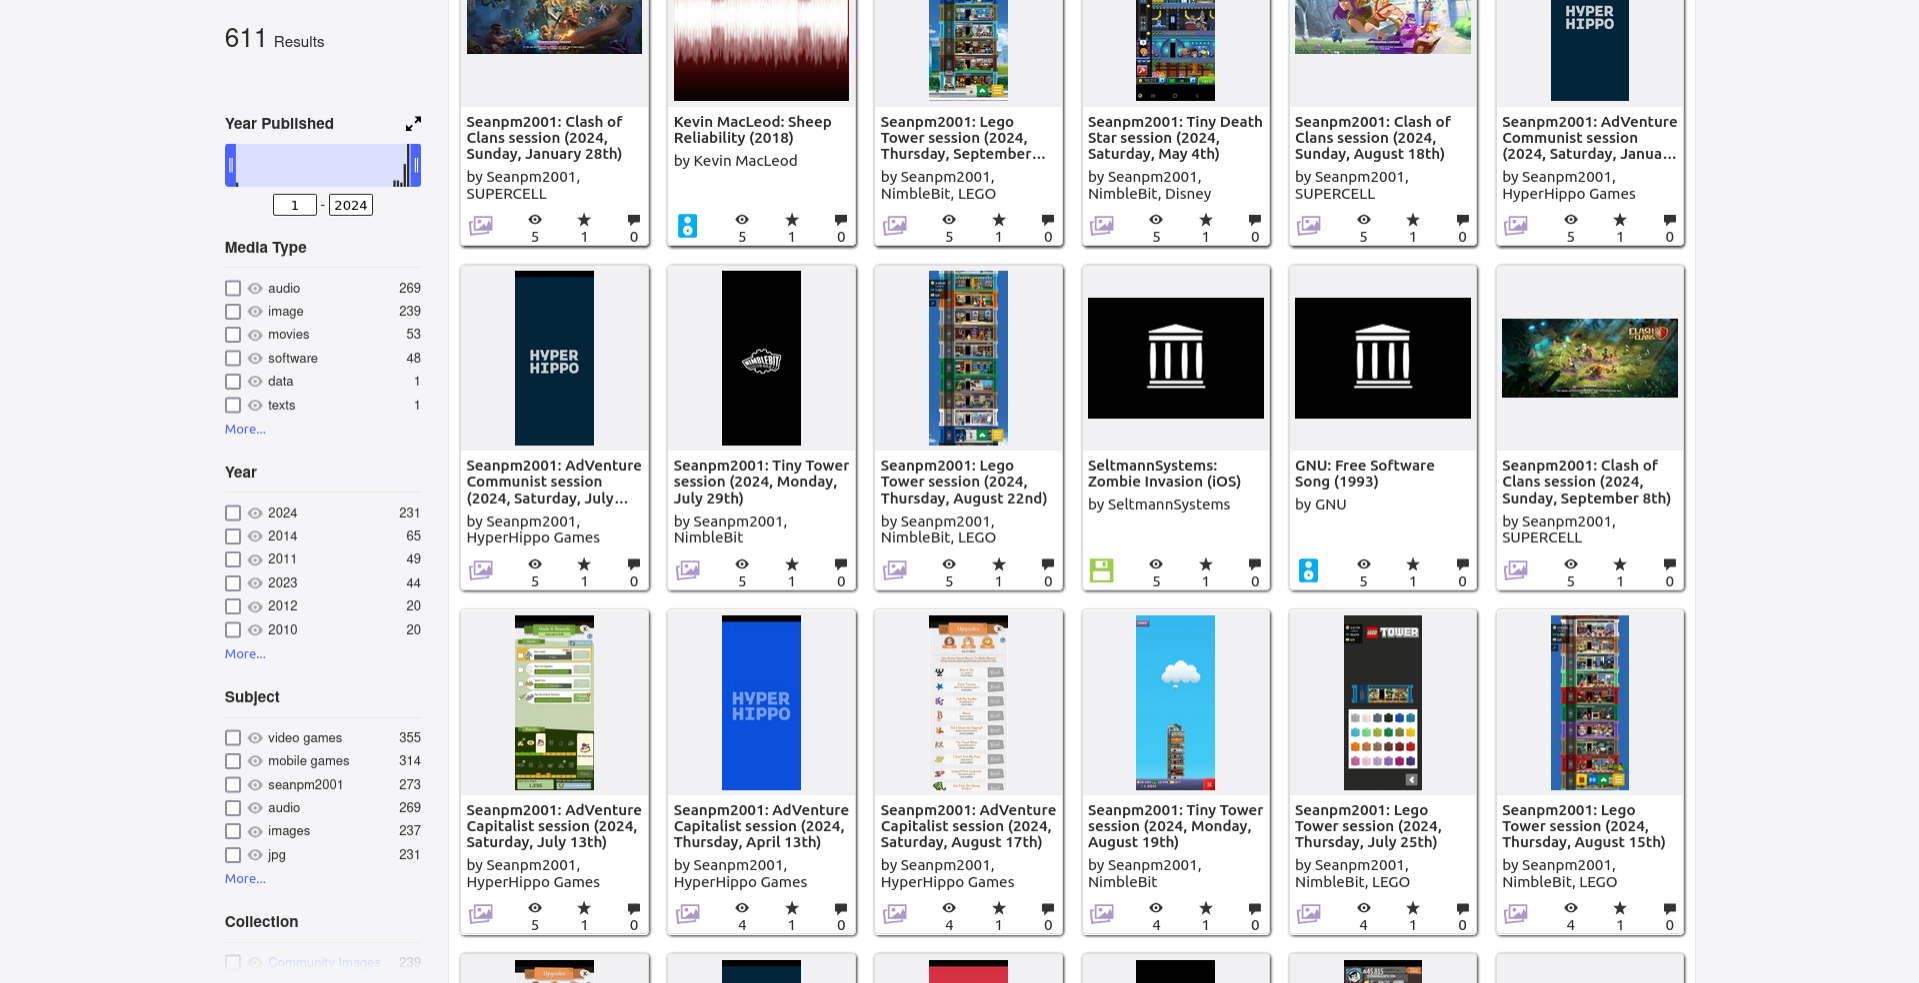 611 Results
Year Published
1 - 2024
Media Type
audio 269
image 239
movies 53
software 48
data 1
texts 1
More...
Year
2024 231
2014 65
2011 49
2023 44
2012 20
2010 20
More...
Subject
video games 355
mobile games 314
seanpm2001 273
audio 269
images 237
jpg 231
More...
Collection
Community Images 239
Seanpm2001: Clash of
Clans session (2024,
Sunday, January 28th)
by Seanpm2001,
SUPERCELL
5 1 0
Kevin MacLeod: Sheep
Reliability (2018)
by Kevin MacLeod
5 1 0
Seanpm2001: Lego
Tower session (2024,
Thursday, September...
by Seanpm2001,
NimbleBit, LEGO
5 1 0
Seanpm2001: Tiny Death
Star session (2024,
Saturday, May 4th)
by Seanpm2001,
NimbleBit, Disney
5 1 0
Seanpm2001: Clash of
Clans session (2024,
Sunday, August 18th)
by Seanpm2001,
SUPERCELL
5 1 0
HYPER
HIPPO
Seanpm2001: AdVenture
Communist session
(2024, Saturday, Janua...
by Seanpm2001,
HyperHippo Games
5 1 0
HYPER
HIPPO
Seanpm2001: AdVenture
Communist session
(2024, Saturday, July...
by Seanpm2001,
HyperHippo Games
5 1 0
NIMBLEBIT
Seanpm2001: Tiny Tower
session (2024, Monday,
July 29th)
by Seanpm2001,
NimbleBit
5 1 0
Seanpm2001: Lego
Tower session (2024,
Thursday, August 22nd)
by Seanpm2001,
NimbleBit, LEGO
5 1 0
SeltmannSystems:
Zombie Invasion (iOS)
by SeltmannSystems
5 1 0
GNU: Free Software
Song (1993)
by GNU
5 1 0
CLASH
CLANS
Seanpm2001: Clash of
Clans session (2024,
Sunday, September 8th)
by Seanpm2001,
SUPERCELL
5 1 0
Seanpm2001: AdVenture
Capitalist session (2024,
Saturday, July 13th)
by Seanpm2001,
HyperHippo Games
5 1 0
HYPER
HIPPO
Seanpm2001: AdVenture
Capitalist session (2024,
Thursday, April 13th)
by Seanpm2001,
HyperHippo Games
4 1 0
Upgrades
Seanpm2001: AdVenture
Capitalist session (2024,
Saturday, August 17th)
by Seanpm2001,
HyperHippo Games
4 1 0
Seanpm2001: Tiny Tower
session (2024, Monday,
August 19th)
by Seanpm2001,
NimbleBit
4 1 0
LEGO TOWER
Seanpm2001: Lego
Tower session (2024,
Thursday, July 25th)
by Seanpm2001,
NimbleBit, LEGO
4 1 0
Seanpm2001: Lego
Tower session (2024,
Thursday, August 15th)
by Seanpm2001,
NimbleBit, LEGO
4 1 0
Upgrades